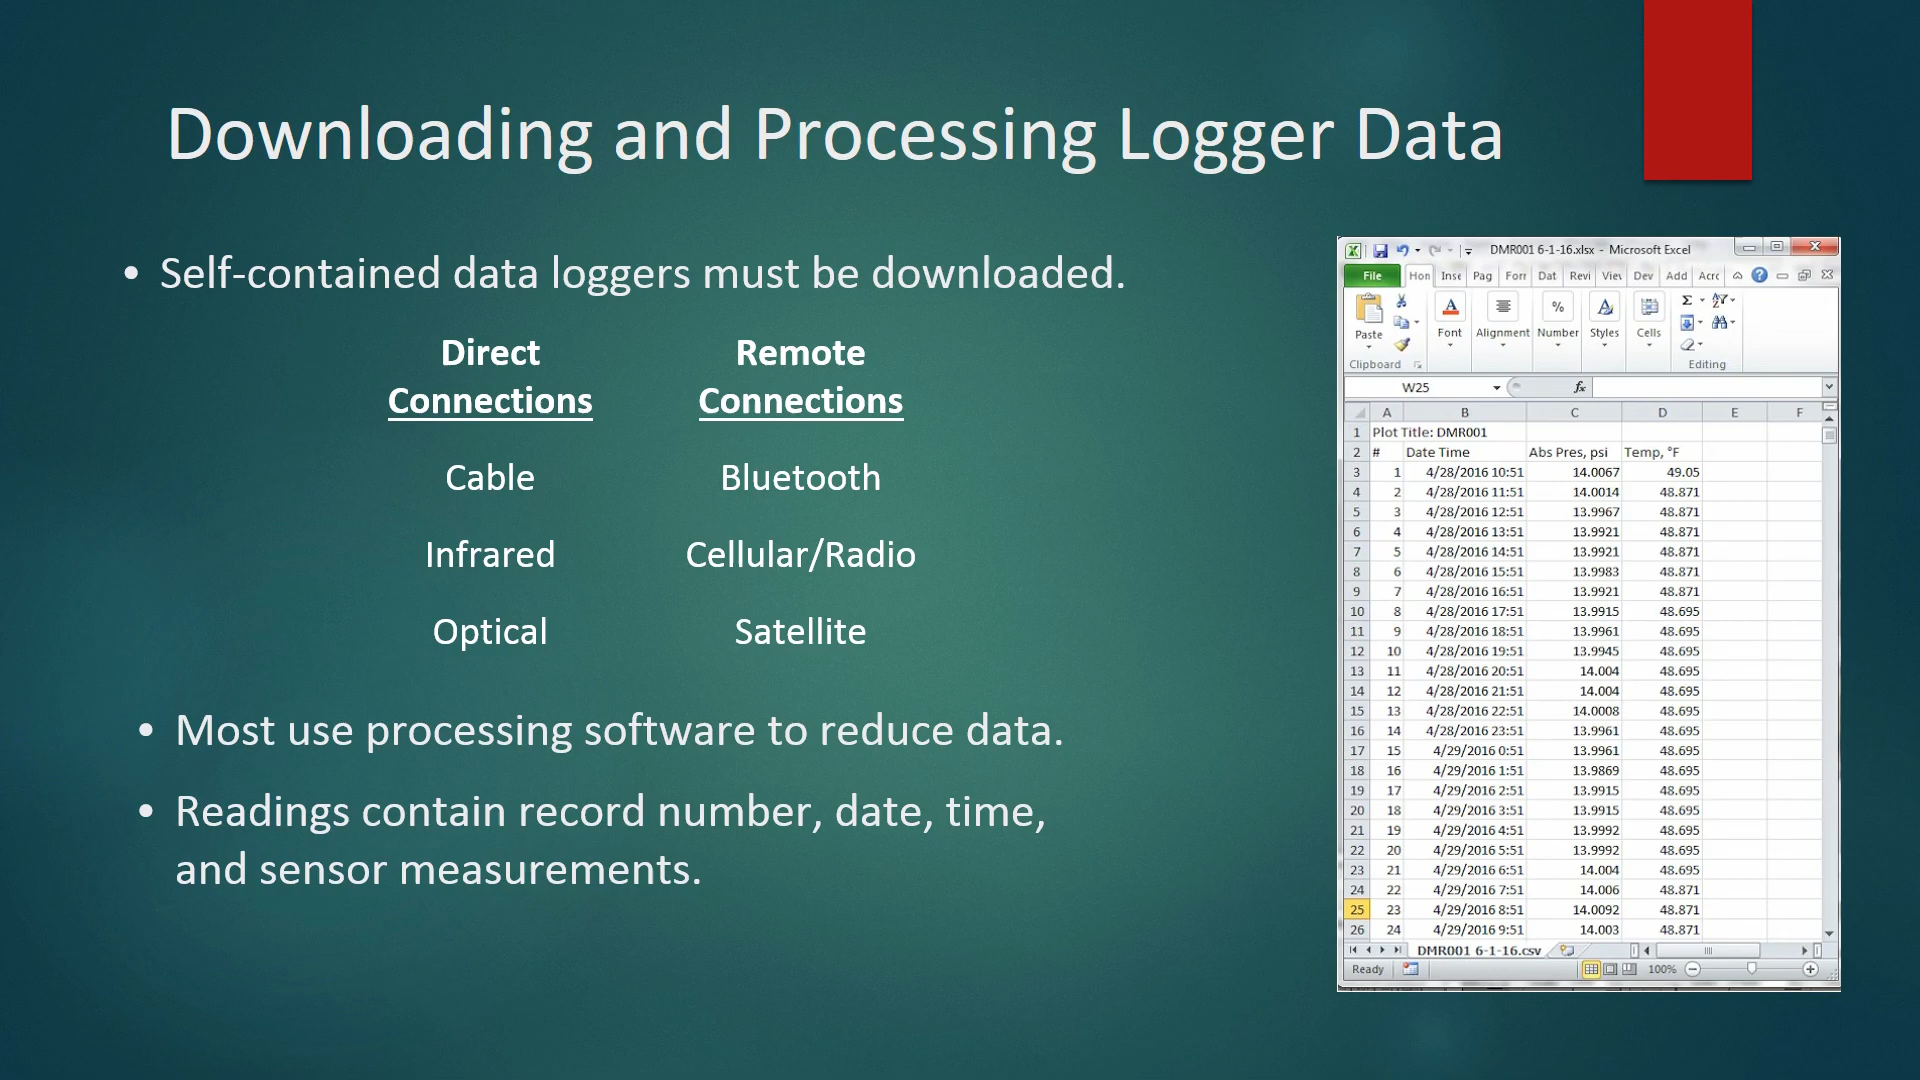 Downloading and Processing Logger Data
• Self-contained data loggers must be downloaded.
Direct Connections
Remote Connections
Cable
Bluetooth
Infrared
Cellular/Radio
Optical
Satellite
• Most use processing software to reduce data.
• Readings contain record number, date, time,
and sensor measurements.
DMR001 6-1-16.xlsx - Microsoft Excel
File Hon Inse Pag Forr Dat Revi Viev Dev Add Acrc
Paste Font Alignment Number Styles Cells
Clipboard Editing
W25 fx
A B C D E F
1 Plot Title: DMR001
2 # Date Time Abs Pres, psi Temp, °F
3 1 4/28/2016 10:51 14.0067 49.05
4 2 4/28/2016 11:51 14.0014 48.871
5 3 4/28/2016 12:51 13.9967 48.871
6 4 4/28/2016 13:51 13.9921 48.871
7 5 4/28/2016 14:51 13.9921 48.871
8 6 4/28/2016 15:51 13.9983 48.871
9 7 4/28/2016 16:51 13.9921 48.871
10 8 4/28/2016 17:51 13.9915 48.695
11 9 4/28/2016 18:51 13.9961 48.695
12 10 4/28/2016 19:51 13.9945 48.695
13 11 4/28/2016 20:51 14.004 48.695
14 12 4/28/2016 21:51 14.004 48.695
15 13 4/28/2016 22:51 14.0008 48.695
16 14 4/28/2016 23:51 13.9961 48.695
17 15 4/29/2016 0:51 13.9961 48.695
18 16 4/29/2016 1:51 13.9869 48.695
19 17 4/29/2016 2:51 13.9915 48.695
20 18 4/29/2016 3:51 13.9915 48.695
21 19 4/29/2016 4:51 13.9992 48.695
22 20 4/29/2016 5:51 13.9992 48.695
23 21 4/29/2016 6:51 14.004 48.695
24 22 4/29/2016 7:51 14.006 48.871
25 23 4/29/2016 8:51 14.0092 48.871
26 24 4/29/2016 9:51 14.003 48.871
DMR001 6-1-16.csv
Ready 100%